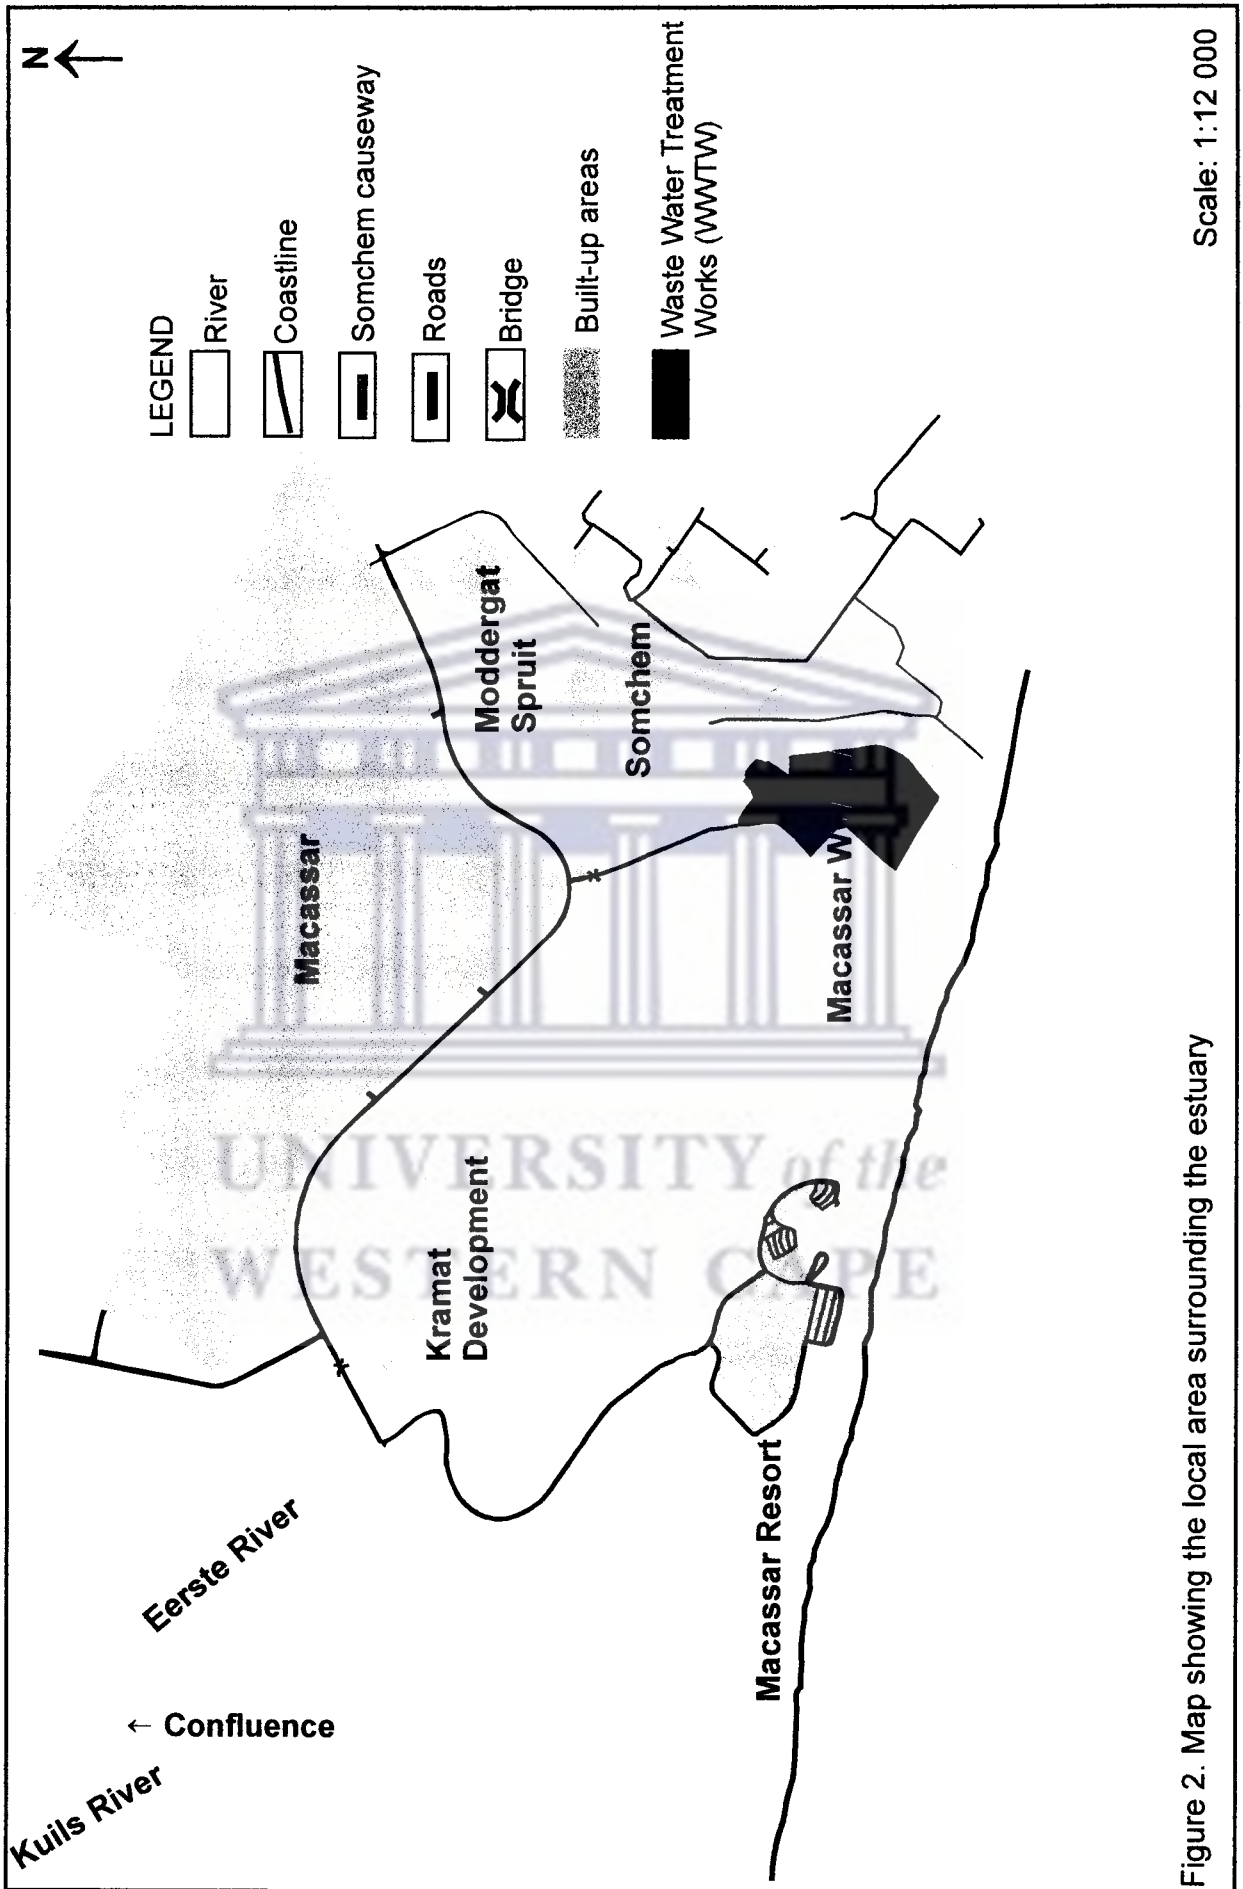 N
LEGEND
River
Coastline
Somchem causeway
Roads
Bridge
Built-up areas
Waste Water Treatment
Works (WWTW)
Kuils River
← Confluence
Eerste River
Macassar
Kramat
Development
Moddergat
Spruit
Somchem
Macassar W
Macassar Resort
UNIVERSITY of the
WESTERN CAPE
Figure 2. Map showing the local area surrounding the estuary
Scale: 1:12 000